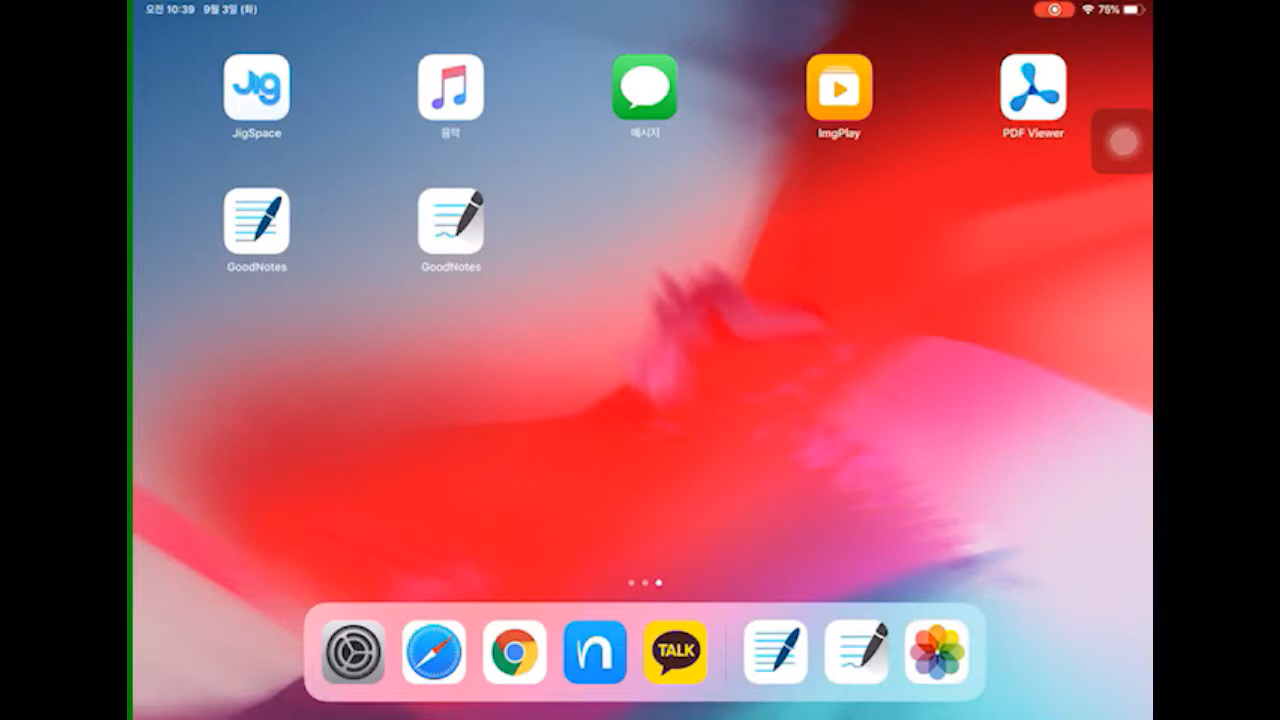 오전 10:39 9월 3일 (화)
75%
Jig
JigSpace
음악
메시지
ImgPlay
PDF Viewer
GoodNotes
GoodNotes
n
TALK